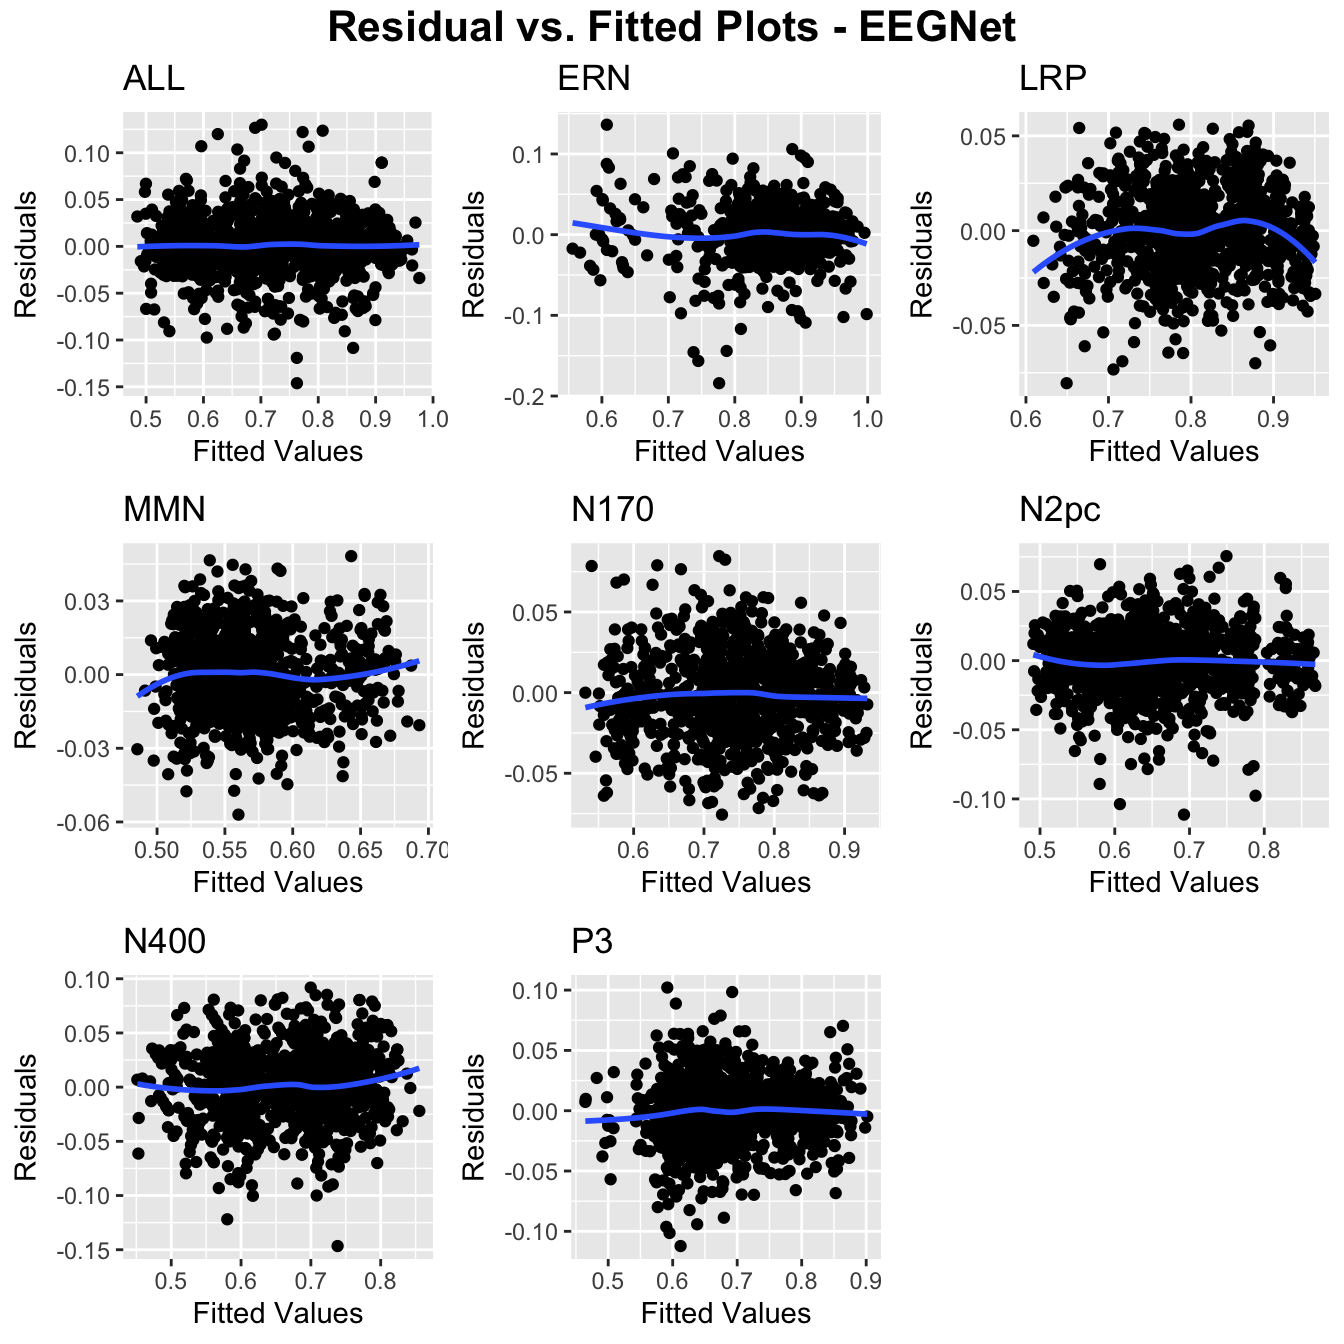 Residual vs. Fitted Plots - EEGNet
ALL
ERN
LRP
Residuals
0.10
0.05
0.00
-0.05
-0.10
-0.15
0.5 0.6 0.7 0.8 0.9 1.0
Fitted Values
Residuals
0.1
0.0
-0.1
-0.2
0.6 0.7 0.8 0.9 1.0
Fitted Values
Residuals
0.05
0.00
-0.05
0.6 0.7 0.8 0.9
Fitted Values
MMN
N170
N2pc
Residuals
0.03
0.00
-0.03
-0.06
0.50 0.55 0.60 0.65 0.70
Fitted Values
Residuals
0.05
0.00
-0.05
0.6 0.7 0.8 0.9
Fitted Values
Residuals
0.05
0.00
-0.05
-0.10
0.5 0.6 0.7 0.8
Fitted Values
N400
P3
Residuals
0.10
0.05
0.00
-0.05
-0.10
-0.15
0.5 0.6 0.7 0.8
Fitted Values
Residuals
0.10
0.05
0.00
-0.05
-0.10
0.5 0.6 0.7 0.8 0.9
Fitted Values